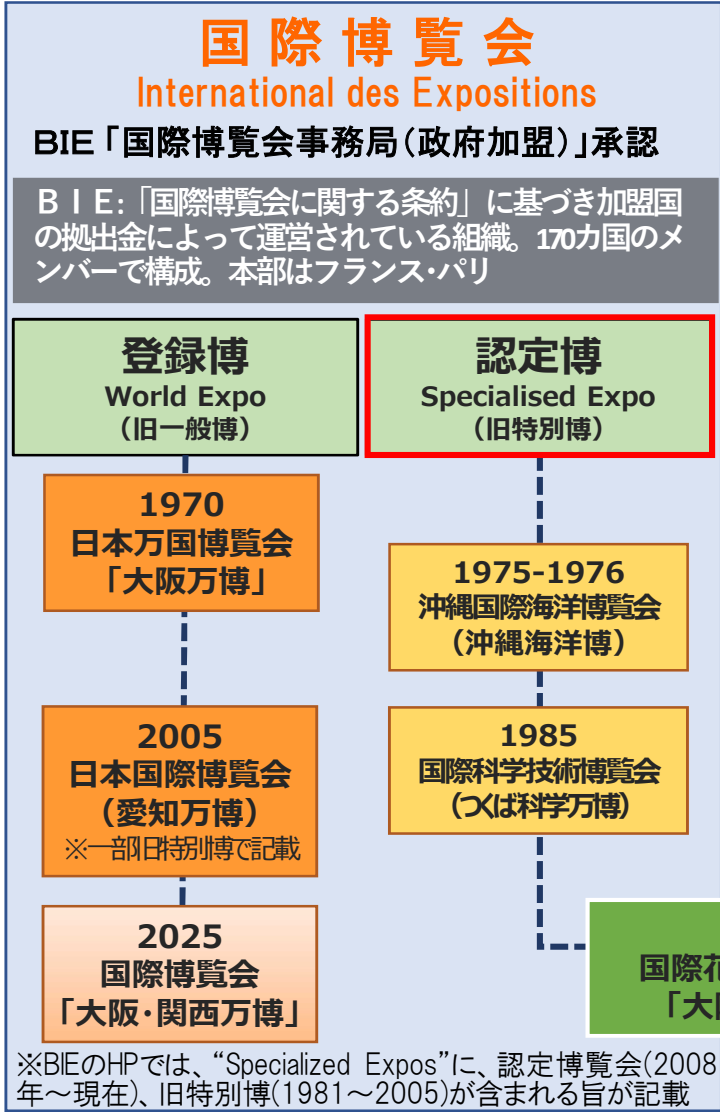 国際博覧会
International des Expositions
BIE「国際博覧会事務局(政府加盟)」承認
BIE:「国際博覧会に関する条約」に基づき加盟国
の拠出金によって運営されている組織。170カ国のメ
ンバーで構成。本部はフランス・パリ
登録博
World Expo
（旧一般博）
認定博
Specialised Expo
（旧特別博）
1970
日本万国博覧会
「大阪万博」
1975-1976
沖縄国際海洋博覧会
（沖縄海洋博）
2005
日本国際博覧会
（愛知万博）
※一部旧特別博で記載
1985
国際科学技術博覧会
（つくば科学万博）
2025
国際博覧会
「大阪・関西万博」
国際花
「大
※BIEのHPでは、“Specialized Expos”に、認定博覧会(2008
年～現在)、旧特別博(1981～2005)が含まれる旨が記載